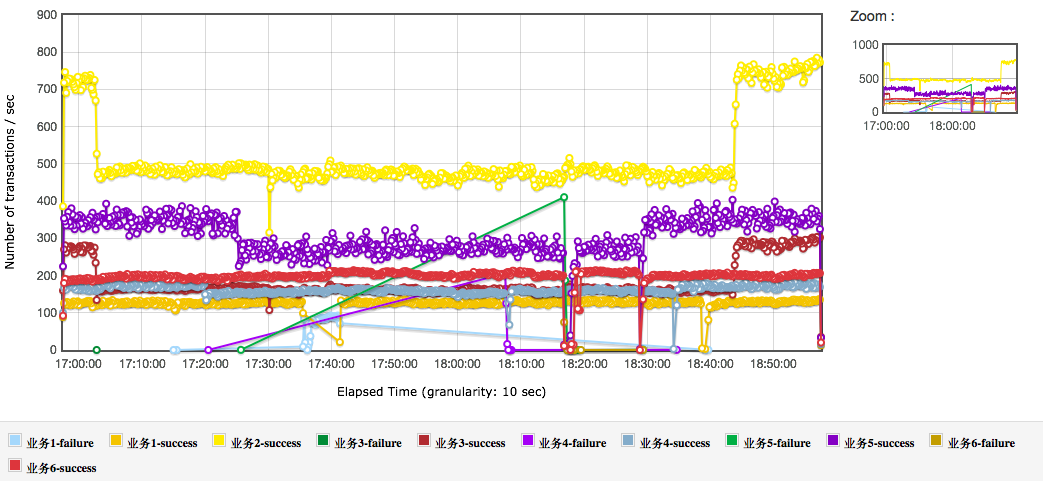 Zoom :
Number of transactions / sec
900
800
700
600
500
400
300
200
100
0
17:00:00 17:10:00 17:20:00 17:30:00 17:40:00 17:50:00 18:00:00 18:10:00 18:20:00 18:30:00 18:40:00 18:50:00
Elapsed Time (granularity: 10 sec)
1000
500
0
17:00:00 18:00:00
业务1-failure 业务1-success 业务2-success 业务3-failure 业务3-success 业务4-failure 业务4-success 业务5-failure 业务5-success 业务6-failure
业务6-success